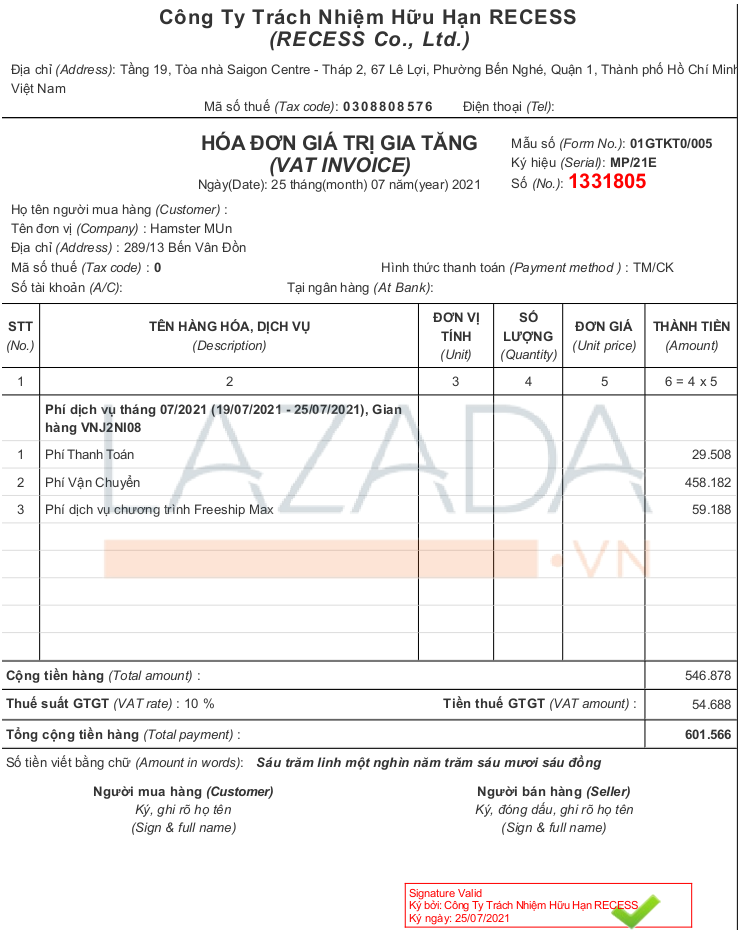 Công Ty Trách Nhiệm Hữu Hạn RECESS
(RECESS Co., Ltd.)
Địa chỉ (Address): Tầng 19, Tòa nhà Saigon Centre - Tháp 2, 67 Lê Lợi, Phường Bến Nghé, Quận 1, Thành phố Hồ Chí Minh
Việt Nam
Mã số thuế (Tax code): 0308808576 Điện thoại (Tel):
HÓA ĐƠN GIÁ TRỊ GIA TĂNG
(VAT INVOICE)
Ngày(Date): 25 tháng(month) 07 năm(year) 2021
Mẫu số (Form No.): 01GTKT0/005
Ký hiệu (Serial): MP/21E
Số (No.): 1331805
Họ tên người mua hàng (Customer) :
Tên đơn vị (Company) : Hamster MUn
Địa chỉ (Address) : 289/13 Bến Vân Đồn
Mã số thuế (Tax code) : 0 Hình thức thanh toán (Payment method ) : TM/CK
Số tài khoản (A/C): Tại ngân hàng (At Bank):
STT (No.)
TÊN HÀNG HÓA, DỊCH VỤ (Description)
ĐƠN VỊ TÍNH (Unit)
SỐ LƯỢNG (Quantity)
ĐƠN GIÁ (Unit price)
THÀNH TIỀN (Amount)
1 2 3 4 5 6 = 4 x 5
Phí dịch vụ tháng 07/2021 (19/07/2021 - 25/07/2021), Gian
hàng VNJ2NI08
1 Phí Thanh Toán 29.508
2 Phí Vận Chuyển 458.182
3 Phí dịch vụ chương trình Freeship Max 59.188
LAZADA
.VN
Cộng tiền hàng (Total amount) : 546.878
Thuế suất GTGT (VAT rate) : 10 % Tiền thuế GTGT (VAT amount) : 54.688
Tổng cộng tiền hàng (Total payment) : 601.566
Số tiền viết bằng chữ (Amount in words): Sáu trăm linh một nghìn năm trăm sáu mươi sáu đồng
Người mua hàng (Customer) Người bán hàng (Seller)
Ký, ghi rõ họ tên Ký, đóng dấu, ghi rõ họ tên
(Sign & full name) (Sign & full name)
Signature Valid
Ký bởi: Công Ty Trách Nhiệm Hữu Hạn RECESS
Ký ngày: 25/07/2021